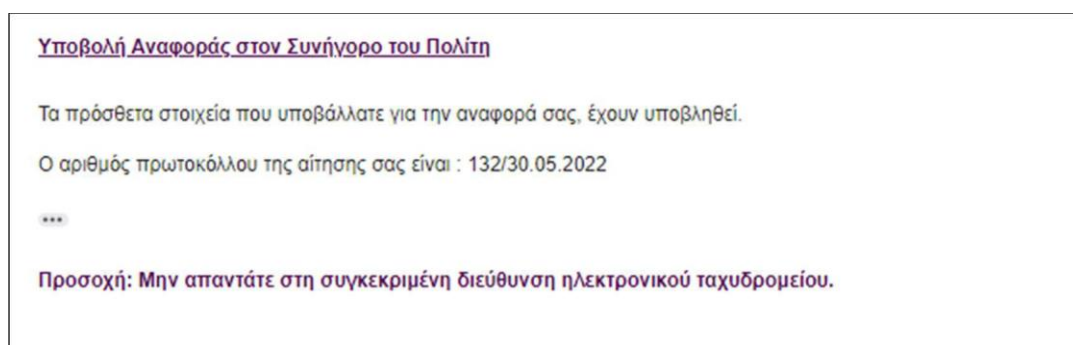 Υποβολή Αναφοράς στον Συνήγορο του Πολίτη
Τα πρόσθετα στοιχεία που υποβάλλατε για την αναφορά σας, έχουν υποβληθεί.
Ο αριθμός πρωτοκόλλου της αίτησης σας είναι : 132/30.05.2022
•••
Προσοχή: Μην απαντάτε στη συγκεκριμένη διεύθυνση ηλεκτρονικού ταχυδρομείου.